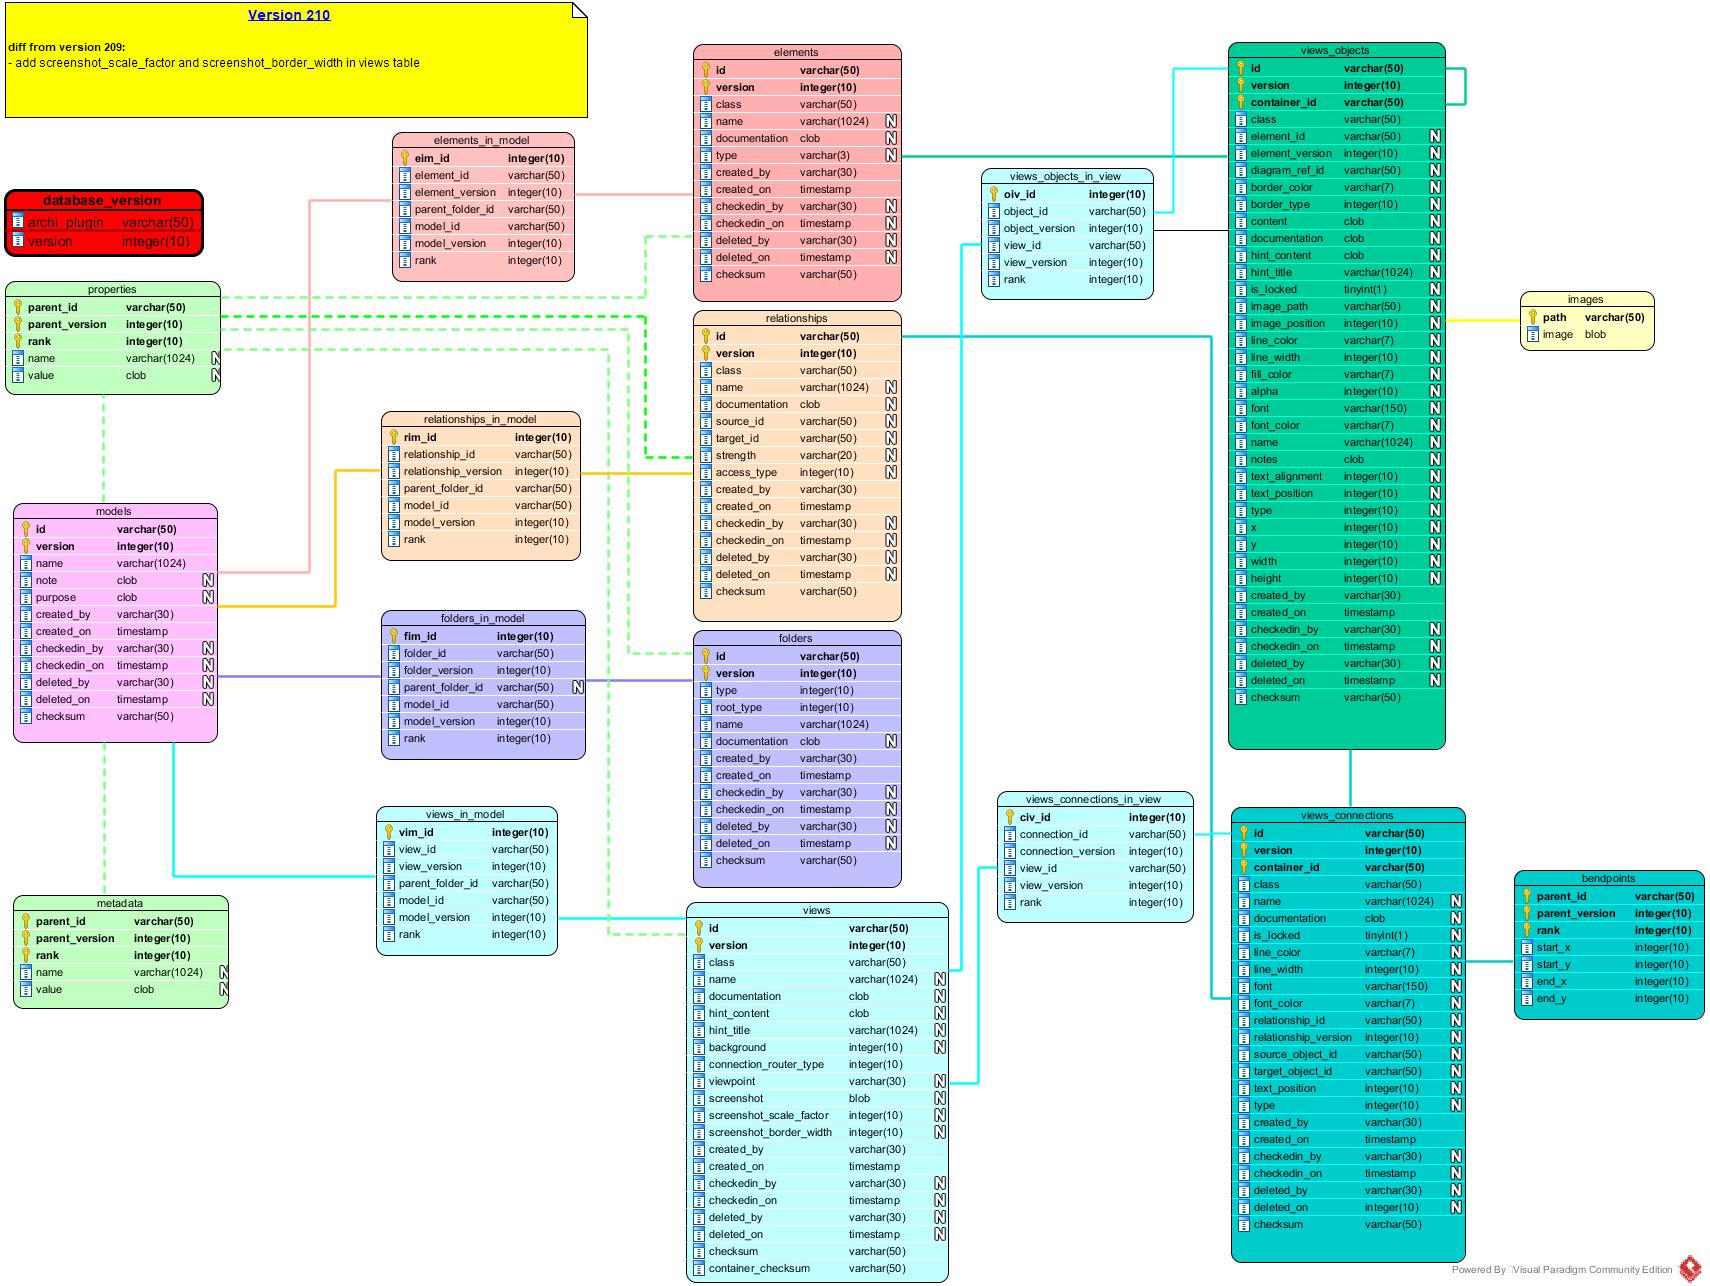 Version 210
diff from version 209:
- add screenshot_scale_factor and screenshot_border_width in views table
database_version
archi_plugin varchar(50)
version integer(10)
properties
parent_id varchar(50)
parent_version integer(10)
rank integer(10)
name varchar(1024) N
value clob N
models
id varchar(50)
version integer(10)
name varchar(1024)
note clob N
purpose clob N
created_by varchar(30)
created_on timestamp
checkedin_by varchar(30) N
checkedin_on timestamp N
deleted_by varchar(30) N
deleted_on timestamp N
checksum varchar(50)
metadata
parent_id varchar(50)
parent_version integer(10)
rank integer(10)
name varchar(1024) N
value clob N
elements_in_model
eim_id integer(10)
element_id varchar(50)
element_version integer(10)
parent_folder_id varchar(50)
model_id varchar(50)
model_version integer(10)
rank integer(10)
relationships_in_model
rim_id integer(10)
relationship_id varchar(50)
relationship_version integer(10)
parent_folder_id varchar(50)
model_id varchar(50)
model_version integer(10)
rank integer(10)
folders_in_model
fim_id integer(10)
folder_id varchar(50)
folder_version integer(10)
parent_folder_id varchar(50) N
model_id varchar(50)
model_version integer(10)
rank integer(10)
views_in_model
vim_id integer(10)
view_id varchar(50)
view_version integer(10)
parent_folder_id varchar(50)
model_id varchar(50)
model_version integer(10)
rank integer(10)
elements
id varchar(50)
version integer(10)
class varchar(50)
name varchar(1024) N
documentation clob N
type varchar(3) N
created_by varchar(30)
created_on timestamp
checkedin_by varchar(30) N
checkedin_on timestamp N
deleted_by varchar(30) N
deleted_on timestamp N
checksum varchar(50)
relationships
id varchar(50)
version integer(10)
class varchar(50)
name varchar(1024) N
documentation clob N
source_id varchar(50) N
target_id varchar(50) N
strength varchar(20) N
access_type integer(10) N
created_by varchar(30)
created_on timestamp
checkedin_by varchar(30) N
checkedin_on timestamp N
deleted_by varchar(30) N
deleted_on timestamp N
checksum varchar(50)
folders
id varchar(50)
version integer(10)
type integer(10)
root_type integer(10)
name varchar(1024)
documentation clob N
created_by varchar(30)
created_on timestamp
checkedin_by varchar(30) N
checkedin_on timestamp N
deleted_by varchar(30) N
deleted_on timestamp N
checksum varchar(50)
views
id varchar(50)
version integer(10)
class varchar(50)
name varchar(1024) N
documentation clob N
hint_content clob N
hint_title varchar(1024) N
background integer(10) N
connection_router_type integer(10)
viewpoint varchar(30) N
screenshot blob N
screenshot_scale_factor integer(10) N
screenshot_border_width integer(10) N
created_by varchar(30)
created_on timestamp
checkedin_by varchar(30) N
checkedin_on timestamp N
deleted_by varchar(30) N
deleted_on timestamp N
checksum varchar(50)
container_checksum varchar(50)
views_objects_in_view
oiv_id integer(10)
object_id varchar(50)
object_version integer(10)
view_id varchar(50)
view_version integer(10)
rank integer(10)
views_connections_in_view
civ_id integer(10)
connection_id varchar(50)
connection_version integer(10)
view_id varchar(50)
view_version integer(10)
rank integer(10)
views_objects
id varchar(50)
version integer(10)
container_id varchar(50)
class varchar(50)
element_id varchar(50) N
element_version integer(10) N
diagram_ref_id varchar(50) N
border_color varchar(7) N
border_type integer(10) N
content clob N
documentation clob N
hint_content clob N
hint_title varchar(1024) N
is_locked tinyint(1) N
image_path varchar(50) N
image_position integer(10) N
line_color varchar(7) N
line_width integer(10) N
fill_color varchar(7) N
alpha integer(10) N
font varchar(150) N
font_color varchar(7) N
name varchar(1024) N
notes clob N
text_alignment integer(10) N
text_position integer(10) N
type integer(10) N
x integer(10) N
y integer(10) N
width integer(10) N
height integer(10) N
created_by varchar(30)
created_on timestamp
checkedin_by varchar(30) N
checkedin_on timestamp N
deleted_by varchar(30) N
deleted_on timestamp N
checksum varchar(50)
images
path varchar(50)
image blob
views_connections
id varchar(50)
version integer(10)
container_id varchar(50)
class varchar(50)
name varchar(1024) N
documentation clob N
is_locked tinyint(1) N
line_color varchar(7) N
line_width integer(10) N
font varchar(150) N
font_color varchar(7) N
relationship_id varchar(50) N
relationship_version integer(10) N
source_object_id varchar(50) N
target_object_id varchar(50) N
text_position integer(10) N
type integer(10) N
created_by varchar(30)
created_on timestamp
checkedin_by varchar(30) N
checkedin_on timestamp N
deleted_by varchar(30) N
deleted_on integer(10) N
checksum varchar(50)
bendpoints
parent_id varchar(50)
parent_version integer(10)
rank integer(10)
start_x integer(10)
start_y integer(10)
end_x integer(10)
end_y integer(10)
Powered By Visual Paradigm Community Edition